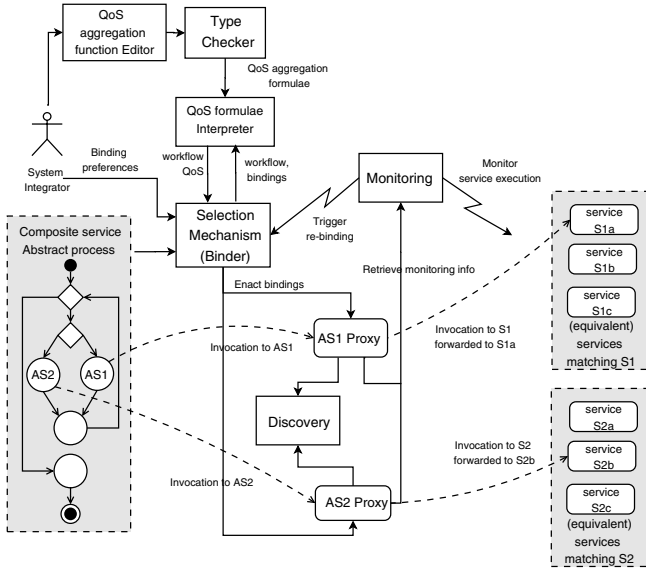 QoS
aggregation
function Editor
Type
Checker
QoS aggregation
formulae
QoS formulae
Interpreter
System
Integrator
Binding
preferences
workflow
QoS
workflow,
bindings
Monitoring
Monitor
service execution
Selection
Mechanism
(Binder)
Trigger
re-binding
Composite service
Abstract process
Retrieve monitoring info
Enact bindings
service
S1a
service
S1b
service
S1c
(equivalent)
services
matching S1
AS1 Proxy
Invocation to AS1
Invocation to S1
forwarded to S1a
AS2
AS1
Discovery
Invocation to S2
forwarded to S2b
Invocation to AS2
AS2 Proxy
service
S2a
service
S2b
service
S2c
(equivalent)
services
matching S2